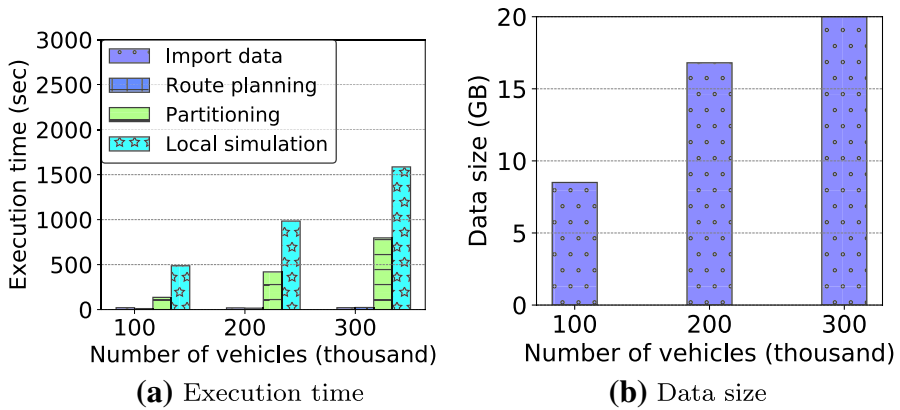 3000
2500
2000
1500
1000
500
0
Execution time (sec)
Import data
Route planning
Partitioning
Local simulation
100 200 300
Number of vehicles (thousand)
(a) Execution time
20
15
10
5
0
Data size (GB)
100 200 300
Number of vehicles (thousand)
(b) Data size